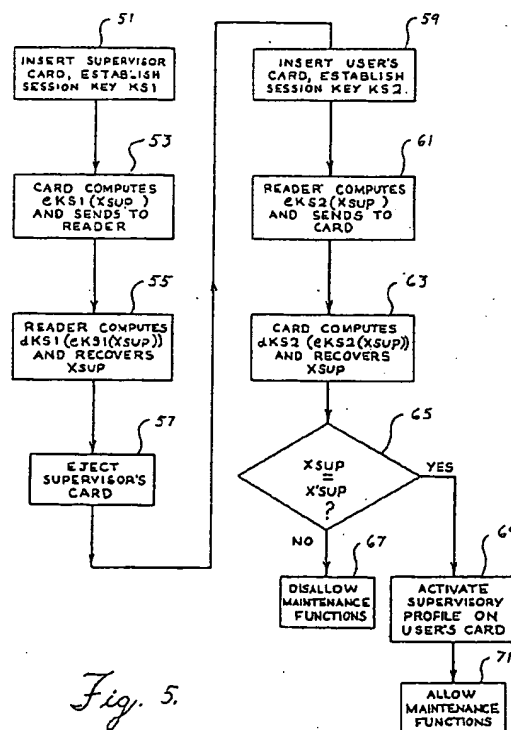 51
INSERT SUPERVISOR
CARD, ESTABLISH
SESSION KEY KS1
53
CARD COMPUTES
eKS1(XSUP)
AND SENDS TO
READER
55
READER COMPUTES
dKS1(eKS1(XSUP))
AND RECOVERS
XSUP
57
EJECT
SUPERVISOR'S
CARD
59
INSERT USER'S
CARD, ESTABLISH
SESSION KEY KS2.
61
READER COMPUTES
eKS2(XSUP)
AND SENDS TO
CARD
63
CARD COMPUTES
dKS2(eKS2(XSUP))
AND RECOVERS
XSUP
65
XSUP
=
X'SUP
?
YES
NO
67
DISALLOW
MAINTENANCE
FUNCTIONS
69
ACTIVATE
SUPERVISORY
PROFILE ON
USER'S CARD
71
ALLOW
MAINTENANCE
FUNCTIONS
Fig. 5.